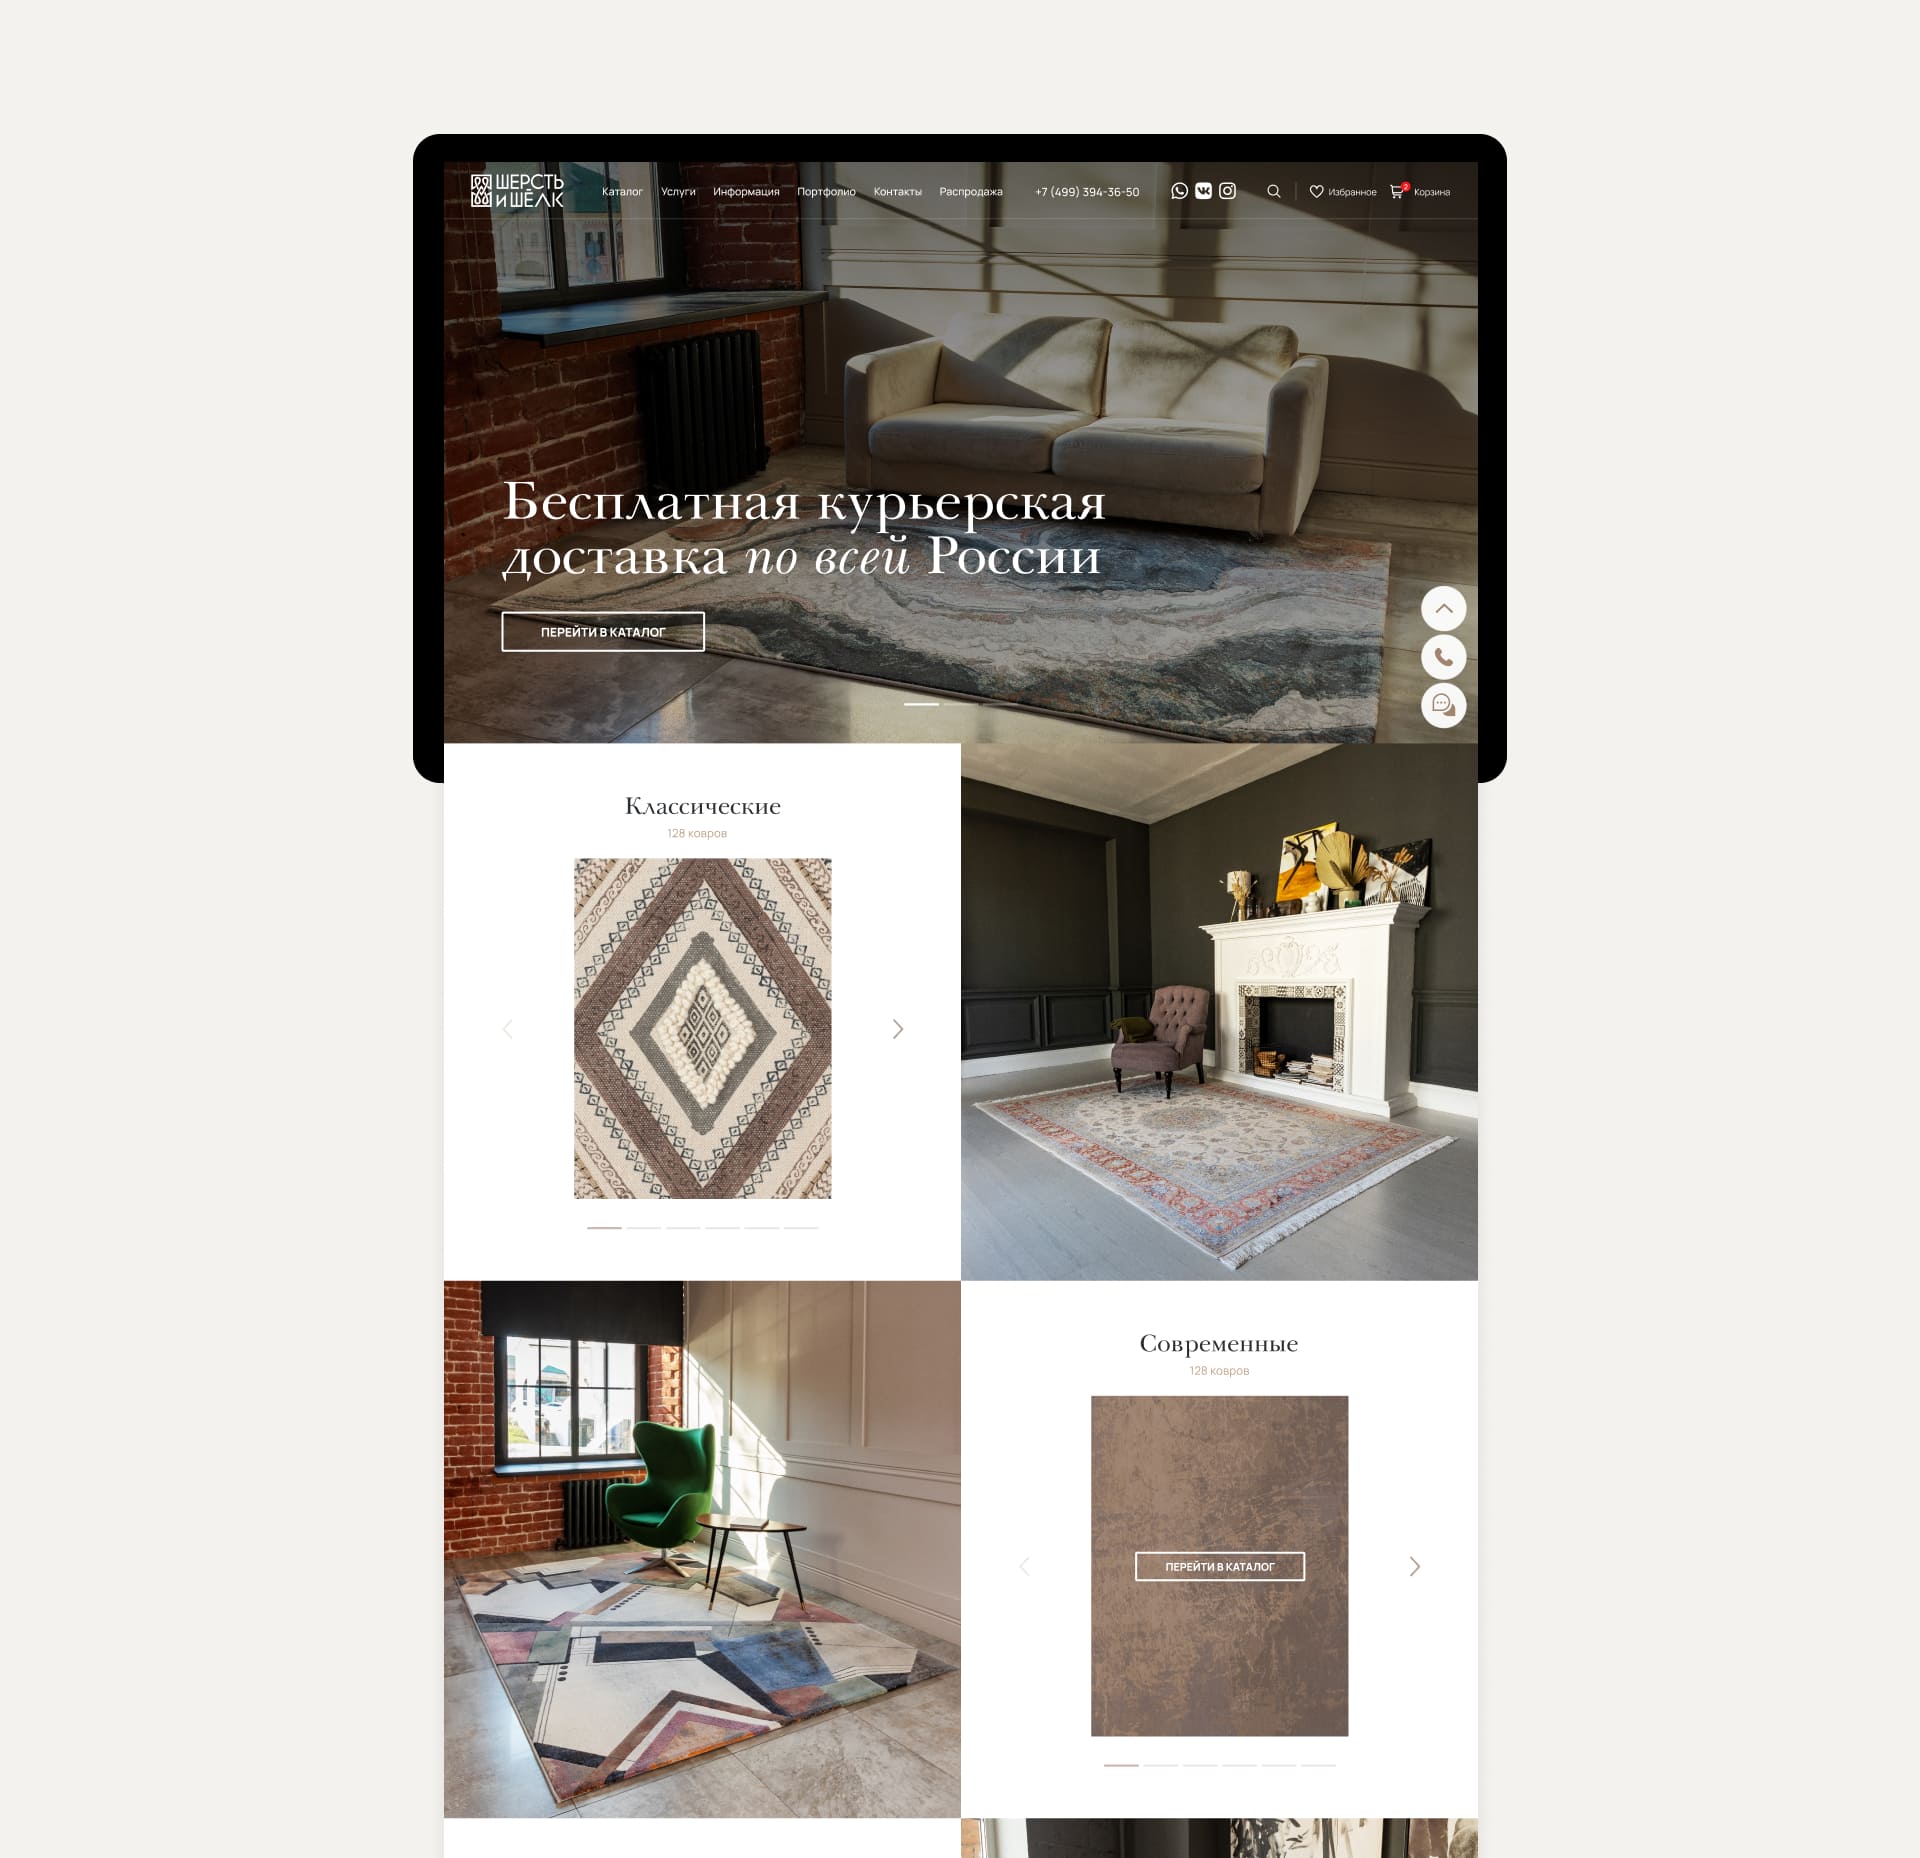 ШЕРСТЬ
И ШЁЛК
Каталог Услуги Информация Портфолио Контакты Распродажа +7 (499) 394-36-50 Избранное 2 Корзина
Бесплатная курьерская
доставка по всей России
ПЕРЕЙТИ В КАТАЛОГ
Классические
128 ковров
Современные
128 ковров
ПЕРЕЙТИ В КАТАЛОГ